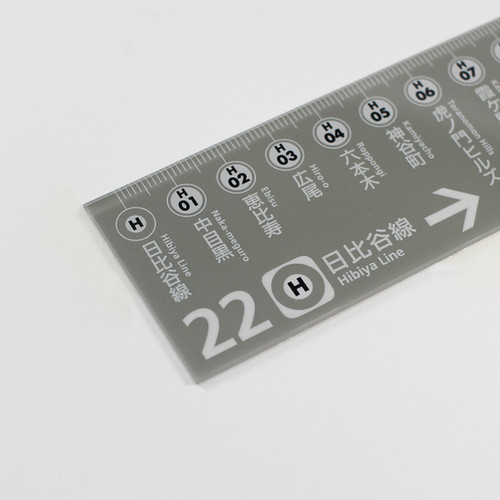 H
日比谷線
Hibiya Line
H
01
中目黒
Naka-meguro
H
02
恵比寿
Ebisu
H
03
広尾
Hiro-o
H
04
六本木
Roppongi
H
05
神谷町
Kamiyacho
H
06
虎ノ門ヒルズ
Toranomon Hills
H
07
22 H 日比谷線
Hibiya Line